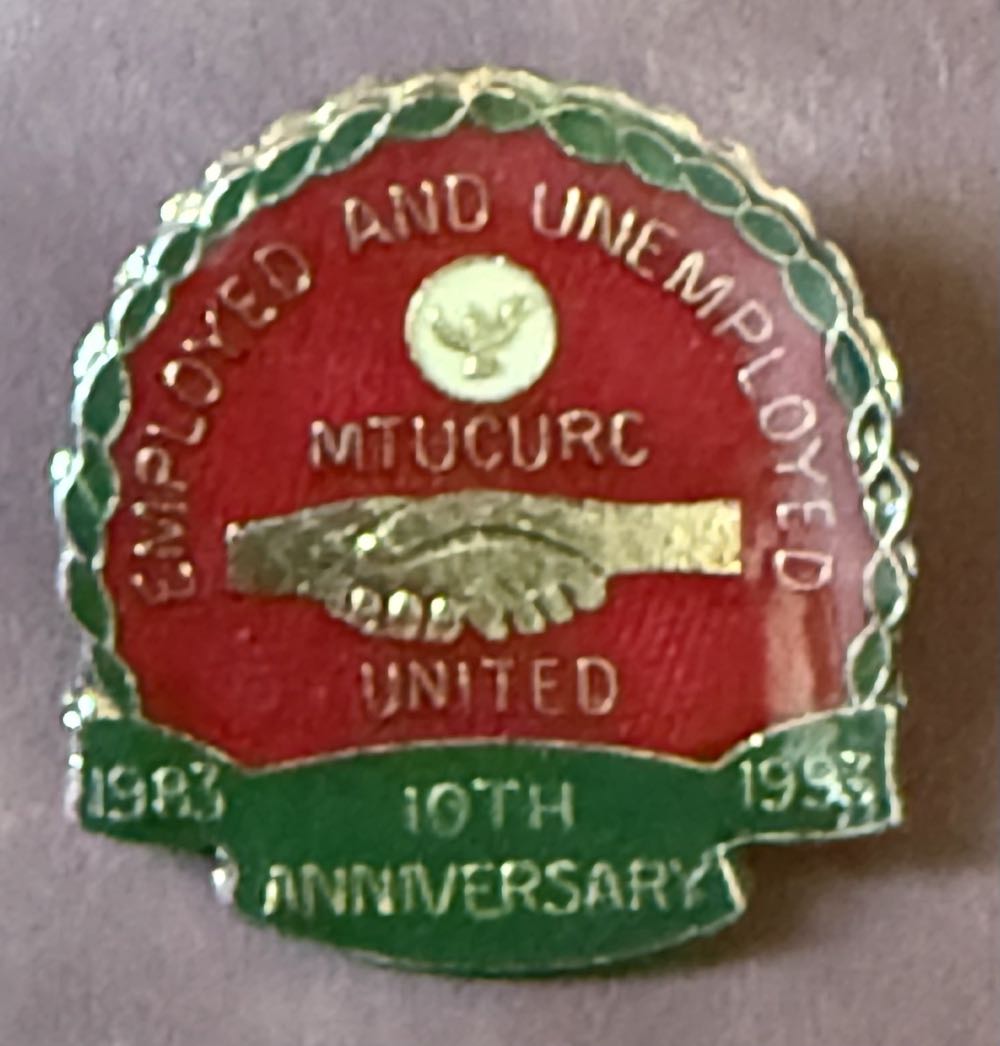 EMPLOYED AND UNEMPLOYED
MTUCURC
UNITED
1983
10TH
ANNIVERSARY
1993